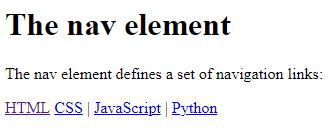 The nav element
The nav element defines a set of navigation links:
HTML CSS | JavaScript | Python